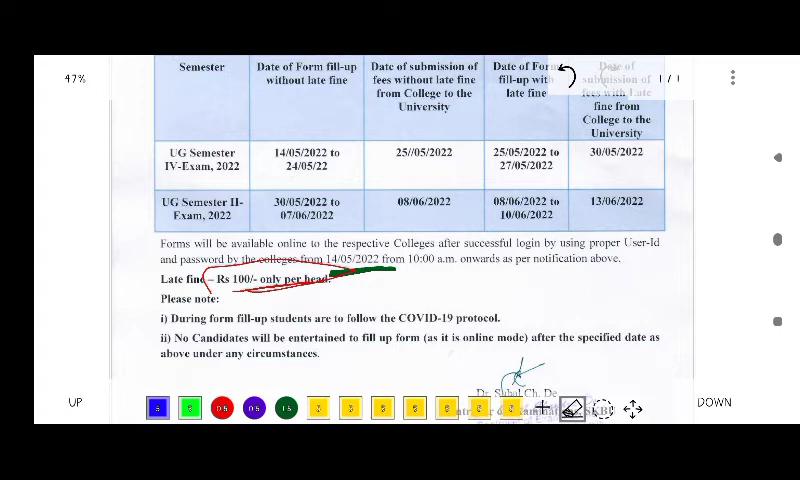 47%
1 / 1
Semester
Date of Form fill-up without late fine
Date of submission of fees without late fine from College to the University
Date of Form fill-up with late fine
Date of submission of fees with Late fine from College to the University
UG Semester IV-Exam, 2022
14/05/2022 to 24/05/22
25//05/2022
25/05/2022 to 27/05/2022
30/05/2022
UG Semester II-Exam, 2022
30/05/2022 to 07/06/2022
08/06/2022
08/06/2022 to 10/06/2022
13/06/2022
Forms will be available online to the respective Colleges after successful login by using proper User-Id
and password by the colleges from 14/05/2022 from 10:00 a.m. onwards as per notification above.
Late fine – Rs 100/- only per head.
Please note:
i) During form fill-up students are to follow the COVID-19 protocol.
ii) No Candidates will be entertained to fill up form (as it is online mode) after the specified date as
above under any circumstances.
Dr. Subal Ch. De
UP
DOWN